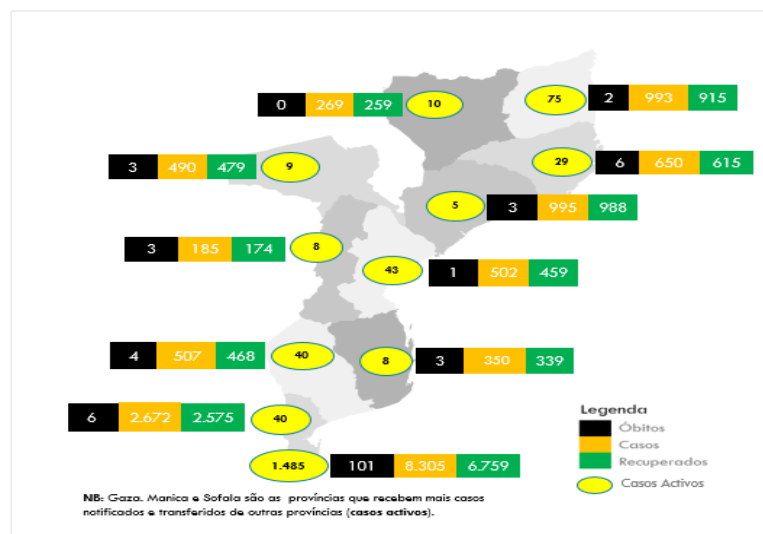 0 269 259 10
75 2 993 915
3 490 479 9
29 6 650 615
5 3 995 988
3 185 174 8
43 1 502 459
4 507 468 40
8 3 350 339
6 2.672 2.575 40
1.485 101 8.305 6.759
Legenda
Óbitos
Casos
Recuperados
Casos Activos
NB: Gaza. Manica e Sofala são as províncias que recebem mais casos
notificados e transferidos de outras províncias (casos activos).